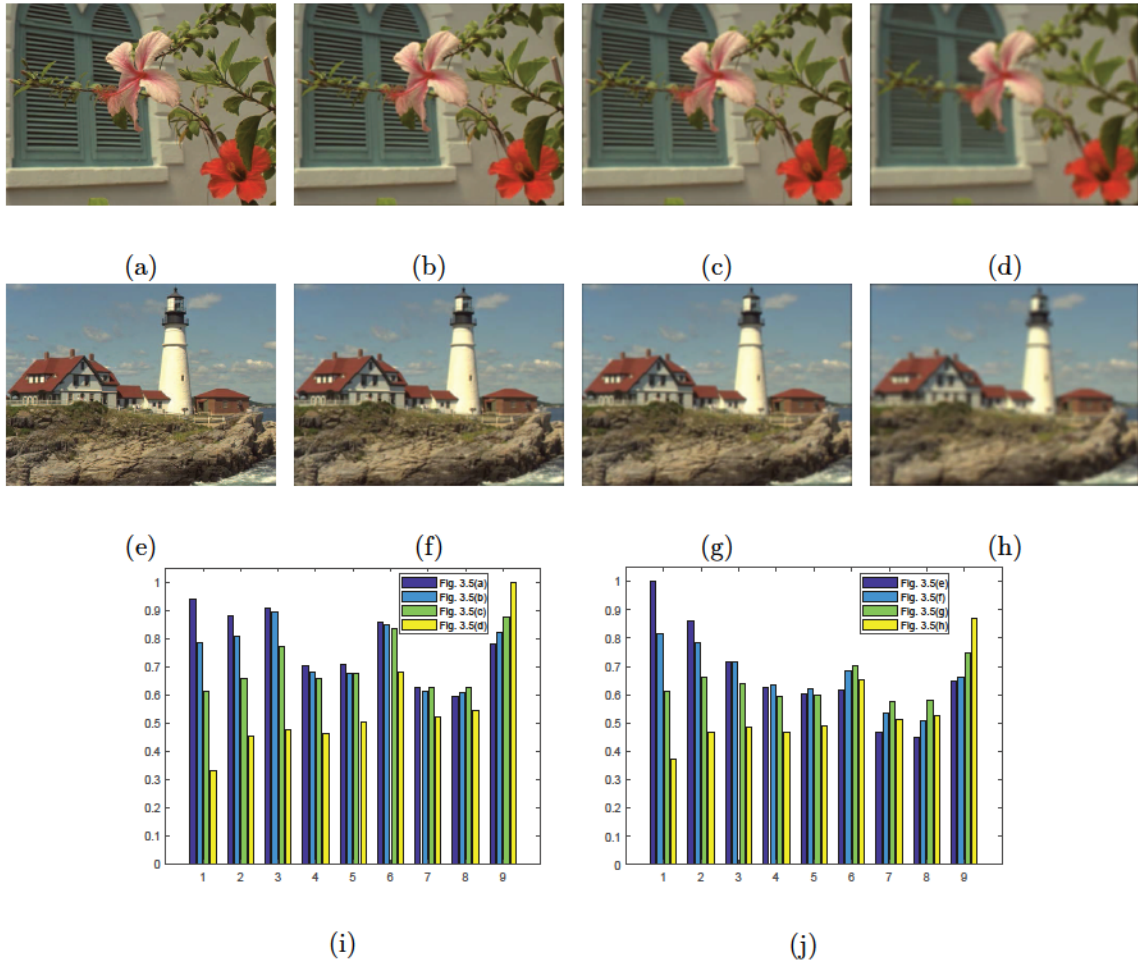 (a) (b) (c) (d)
(e) (f) (g) (h)
1
0.9
0.8
0.7
0.6
0.5
0.4
0.3
0.2
0.1
0
1 2 3 4 5 6 7 8 9
Fig. 3.5(a)
Fig. 3.5(b)
Fig. 3.5(c)
Fig. 3.5(d)
(i)
1
0.9
0.8
0.7
0.6
0.5
0.4
0.3
0.2
0.1
0
1 2 3 4 5 6 7 8 9
Fig. 3.5(e)
Fig. 3.5(f)
Fig. 3.5(g)
Fig. 3.5(h)
(j)